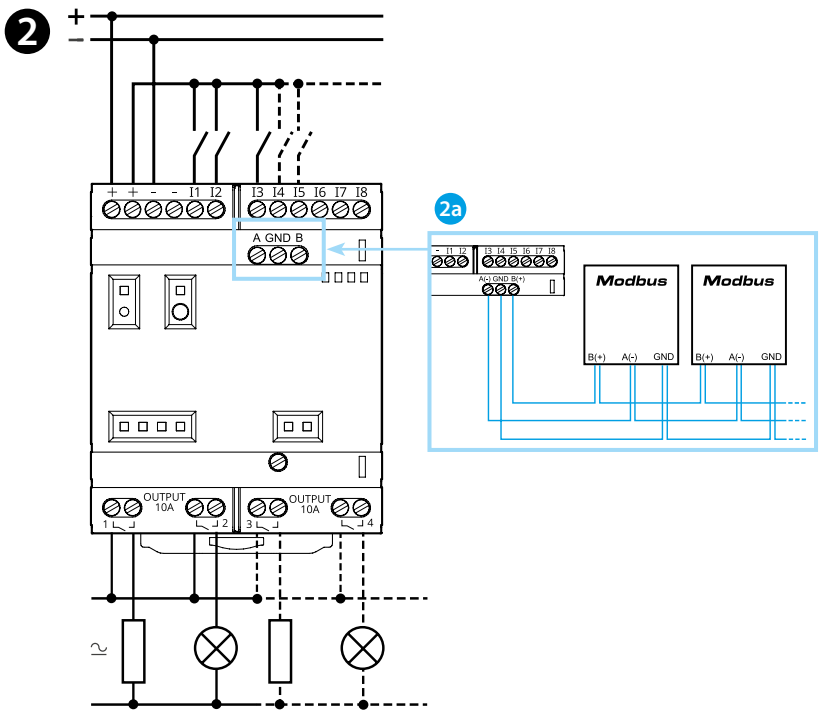 2
+
−
+ + - - I1 I2 I3 I4 I5 I6 I7 I8
A GND B
OUTPUT
10A
1 2
OUTPUT
10A
3 4
≃
2a
- I1 I2 I3 I4 I5 I6 I7 I8
A(-) GND B(+)
Modbus
B(+) A(-) GND
Modbus
B(+) A(-) GND